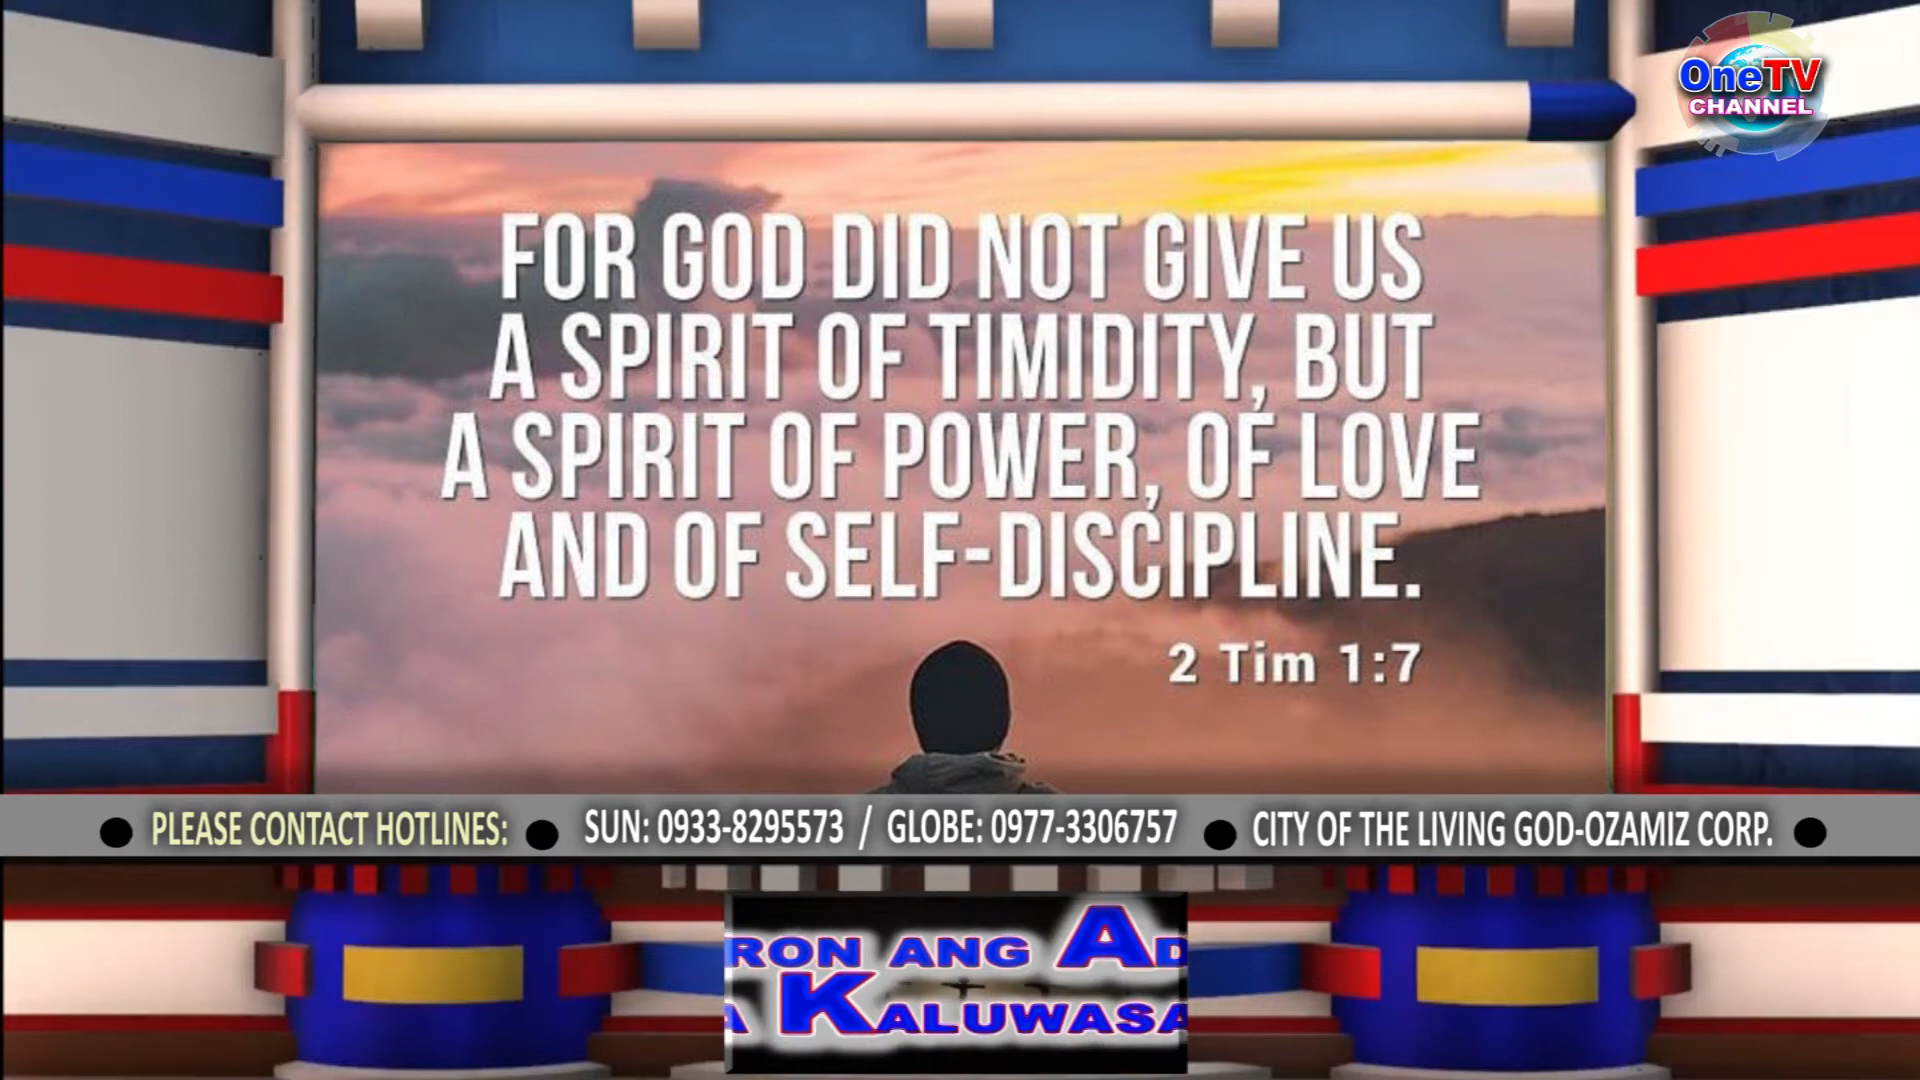 OneTV
CHANNEL
FOR GOD DID NOT GIVE US
A SPIRIT OF TIMIDITY, BUT
A SPIRIT OF POWER, OF LOVE
AND OF SELF-DISCIPLINE.
2 Tim 1:7
PLEASE CONTACT HOTLINES: SUN: 0933-8295573 / GLOBE: 0977-3306757 CITY OF THE LIVING GOD-OZAMIZ CORP.
RON ANG AD
A KALUWASA